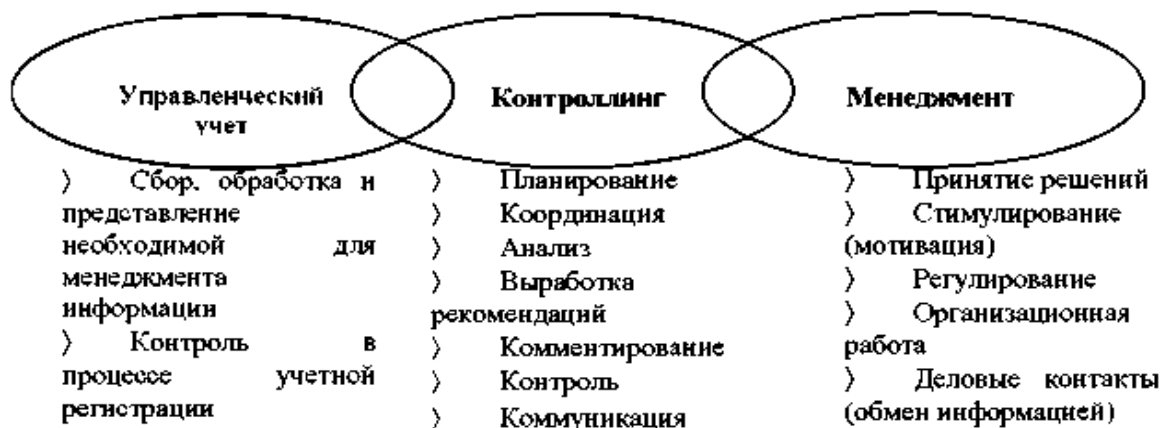 Управленческий
учет
Контроллинг
Менеджмент
〉 Сбор, обработка и
представление
необходимой для
менеджмента
информации
〉 Контроль в
процессе учетной
регистрации
〉 Планирование
〉 Координация
〉 Анализ
〉 Выработка
рекомендаций
〉 Комментирование
〉 Контроль
〉 Коммуникация
〉 Принятие решений
〉 Стимулирование
(мотивация)
〉 Регулирование
〉 Организационная
работа
〉 Деловые контакты
(обмен информацией)